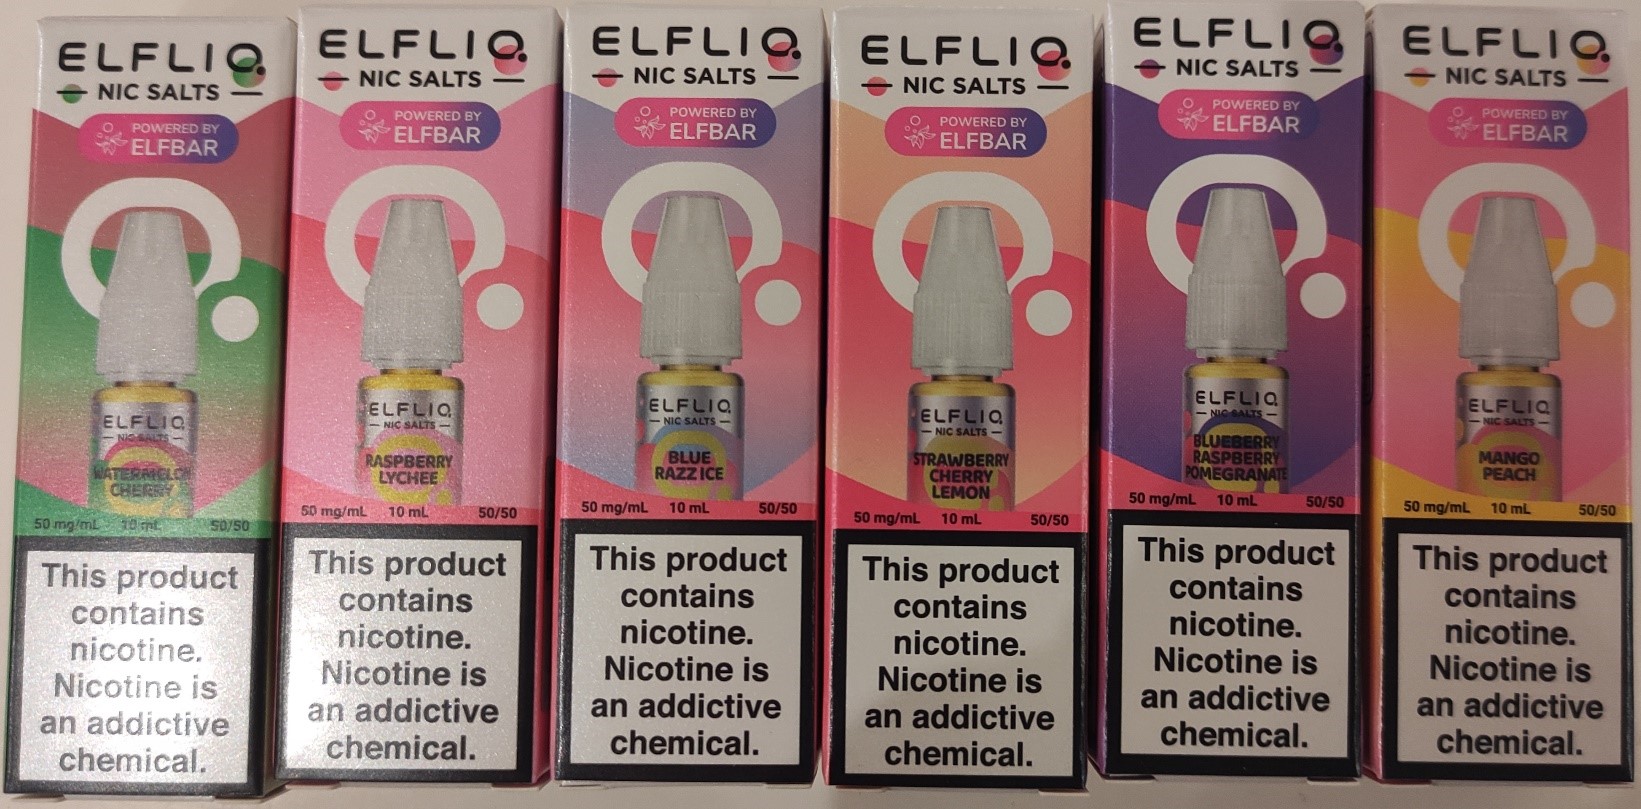 ELFLIQ
NIC SALTS
POWERED BY
ELFBAR
ELFLIQ
NIC SALTS
WATERMELON
CHERRY
50 mg/mL 10 mL 50/50
This product
contains
nicotine.
Nicotine is
an addictive
chemical.
ELFLIQ
NIC SALTS
POWERED BY
ELFBAR
ELFLIQ
NIC SALTS
RASPBERRY
LYCHEE
50 mg/mL 10 mL 50/50
This product
contains
nicotine.
Nicotine is
an addictive
chemical.
ELFLIQ
NIC SALTS
POWERED BY
ELFBAR
ELFLIQ
NIC SALTS
BLUE
RAZZ ICE
50 mg/mL 10 mL 50/50
This product
contains
nicotine.
Nicotine is
an addictive
chemical.
ELFLIQ
NIC SALTS
POWERED BY
ELFBAR
ELFLIQ
NIC SALTS
STRAWBERRY
CHERRY
LEMON
50 mg/mL 10 mL 50/50
This product
contains
nicotine.
Nicotine is
an addictive
chemical.
ELFLIQ
NIC SALTS
POWERED BY
ELFBAR
ELFLIQ
NIC SALTS
BLUEBERRY
RASPBERRY
POMEGRANATE
50 mg/mL 10 mL 50/50
This product
contains
nicotine.
Nicotine is
an addictive
chemical.
ELFLIQ
NIC SALTS
POWERED BY
ELFBAR
ELFLIQ
NIC SALTS
MANGO
PEACH
50 mg/mL 10 mL 50/50
This product
contains
nicotine.
Nicotine is
an addictive
chemical.